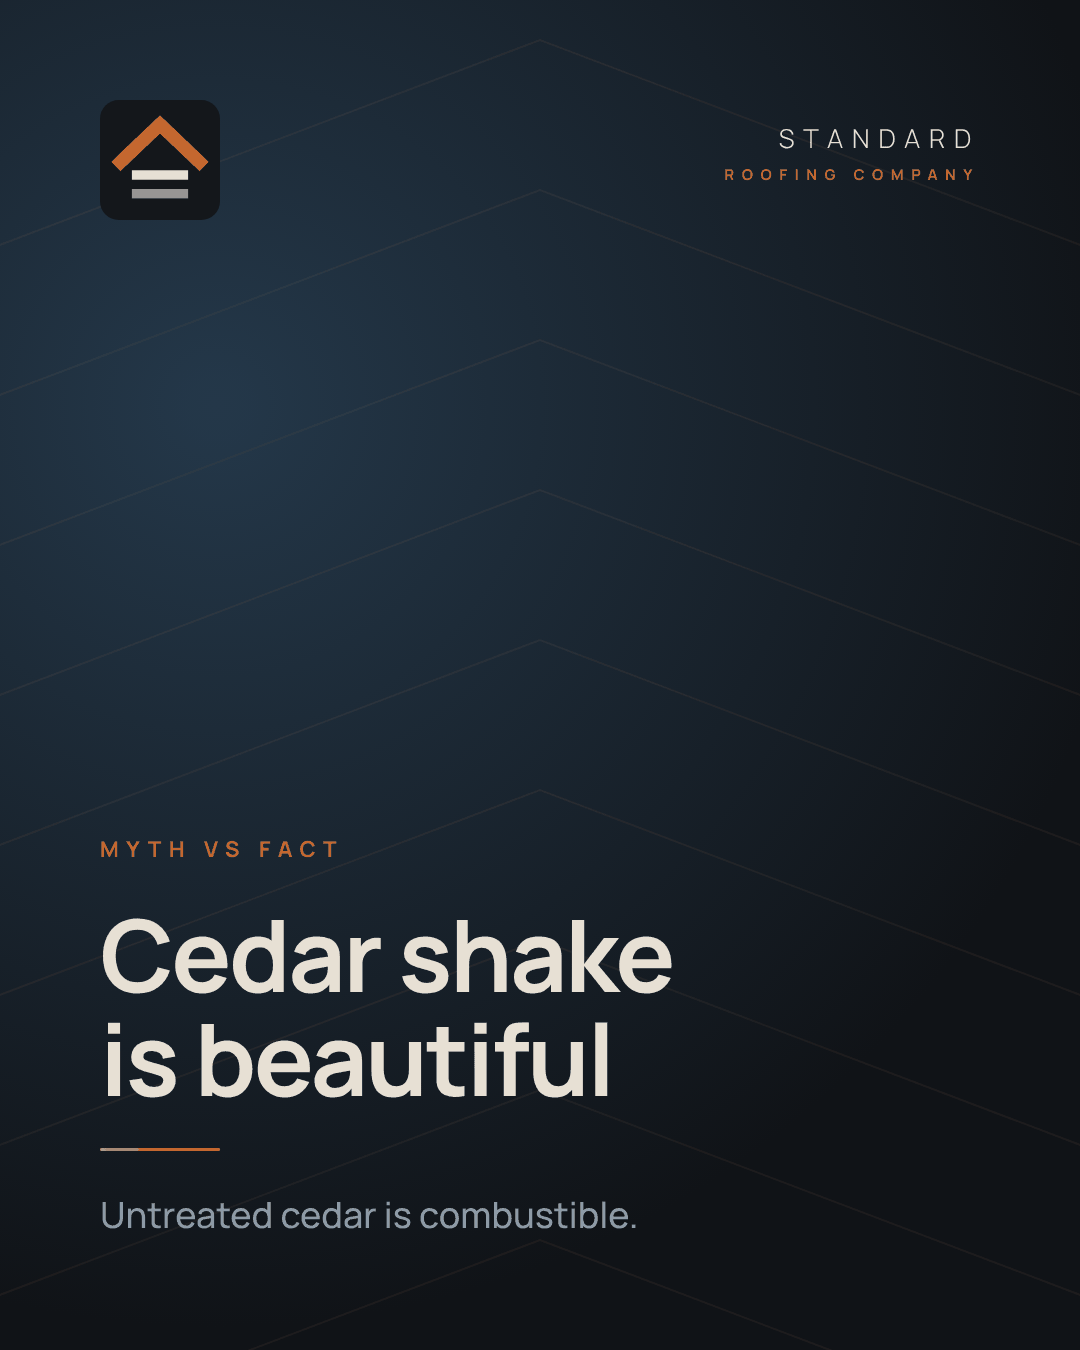 STANDARD
ROOFING COMPANY
MYTH VS FACT
Cedar shake
is beautiful
Untreated cedar is combustible.